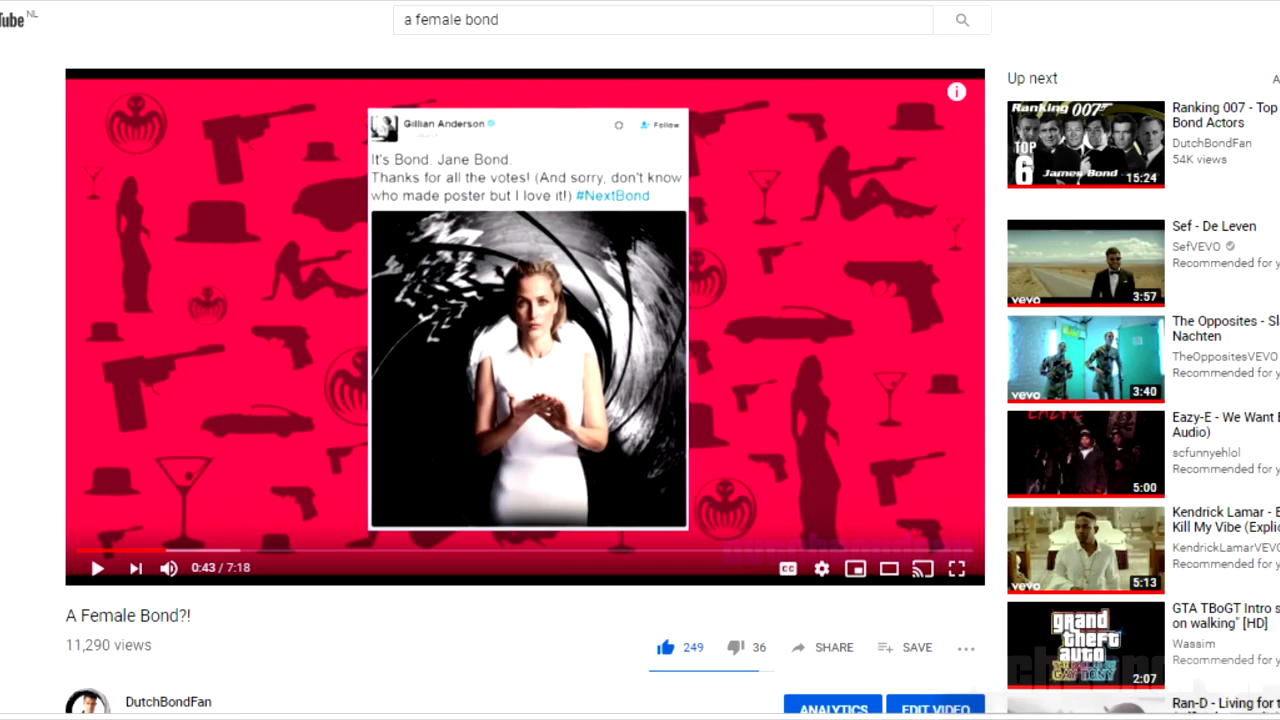 Tube NL
a female bond
Gillian Anderson
Follow
It's Bond. Jane Bond.
Thanks for all the votes! (And sorry, don't know
who made poster but I love it!) #NextBond
0:43 / 7:18
CC
A Female Bond?!
11,290 views
249
36
SHARE
SAVE
DutchBondFan
ANALYTICS
EDIT VIDEO
Up next
A
Ranking 007
TOP
6
James Bond
15:24
Ranking 007 - Top
Bond Actors
DutchBondFan
54K views
vevo
3:57
Sef - De Leven
SefVEVO
Recommended for y
vevo
3:40
The Opposites - Sl
Nachten
TheOppositesVEVO
Recommended for y
5:00
Eazy-E - We Want E
Audio)
scfunnyehlol
Recommended for y
vevo
5:13
Kendrick Lamar - B
Kill My Vibe (Explic
KendrickLamarVEVO
Recommended for y
grand
theft
auto
GAY TONY
2:07
GTA TBoGT Intro s
on walking" [HD]
Wassim
Recommended for y
Ran-D - Living for t